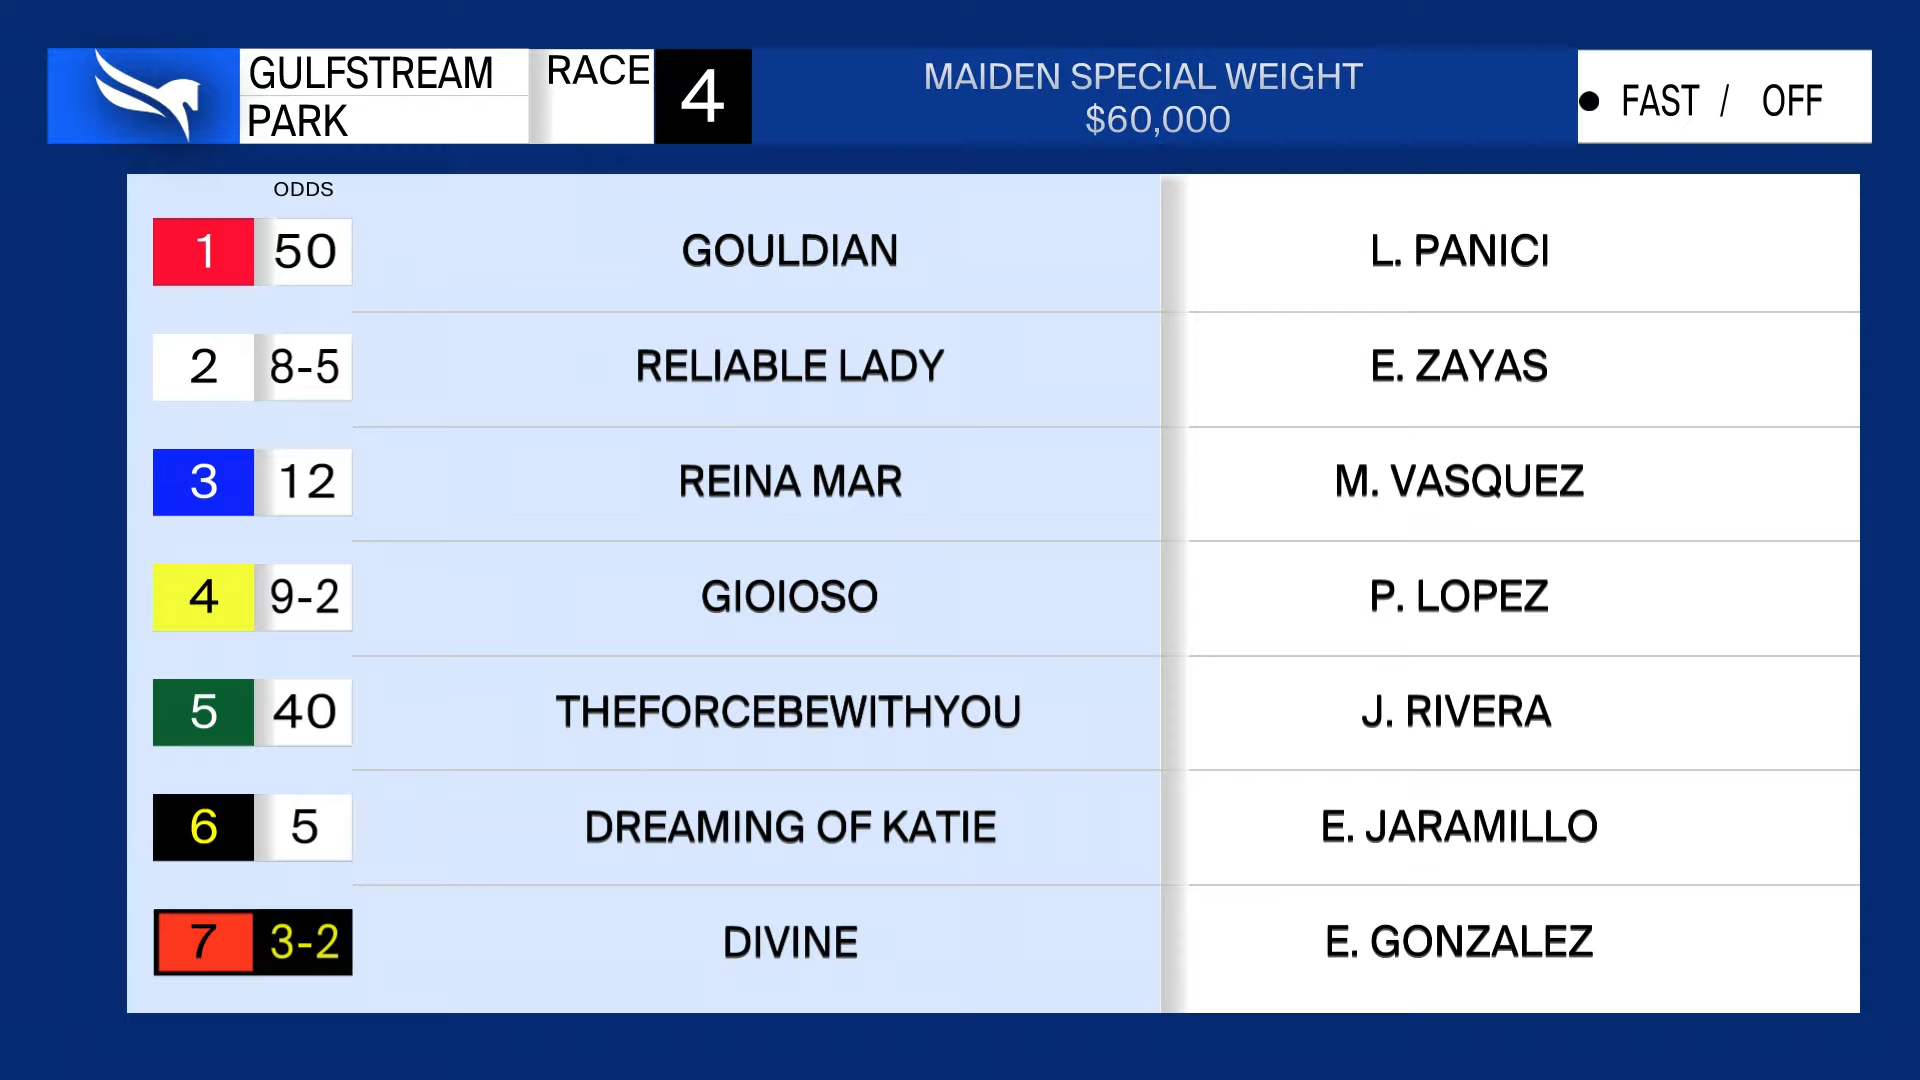 GULFSTREAM
PARK
RACE
4
MAIDEN SPECIAL WEIGHT
$60,000
FAST / OFF
ODDS
1 50 GOULDIAN L. PANICI
2 8-5 RELIABLE LADY E. ZAYAS
3 12 REINA MAR M. VASQUEZ
4 9-2 GIOIOSO P. LOPEZ
5 40 THEFORCEBEWITHYOU J. RIVERA
6 5 DREAMING OF KATIE E. JARAMILLO
7 3-2 DIVINE E. GONZALEZ